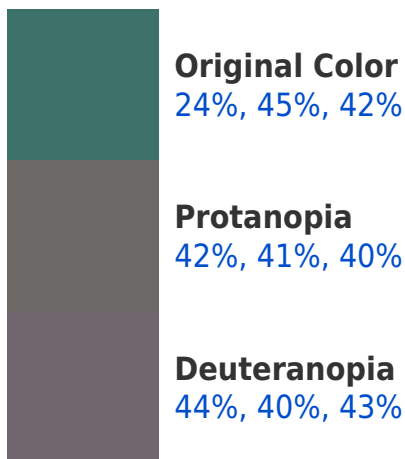 Original Color
24%, 45%, 42%
Protanopia
42%, 41%, 40%
Deuteranopia
44%, 40%, 43%